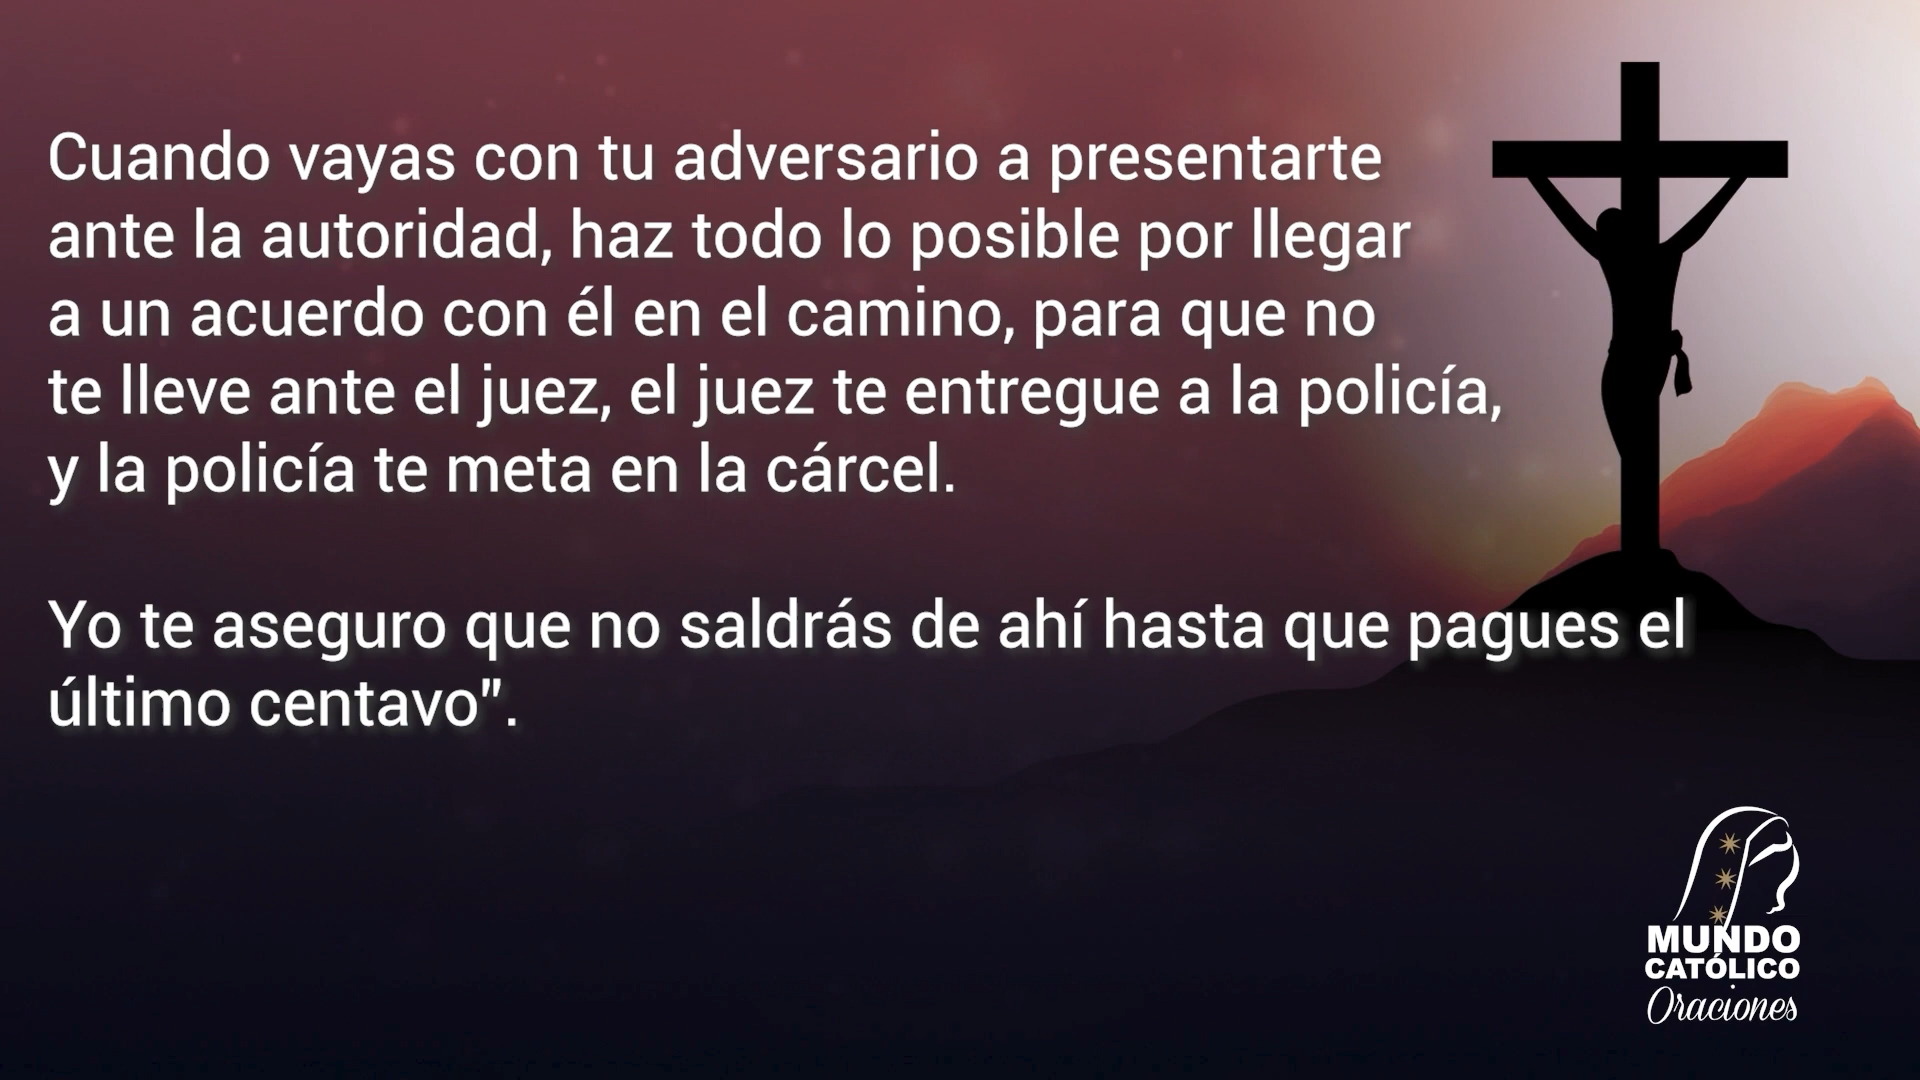 Cuando vayas con tu adversario a presentarte
ante la autoridad, haz todo lo posible por llegar
a un acuerdo con él en el camino, para que no
te lleve ante el juez, el juez te entregue a la policía,
y la policía te meta en la cárcel.
Yo te aseguro que no saldrás de ahí hasta que pagues el
último centavo".
MUNDO
CATÓLICO
Oraciones